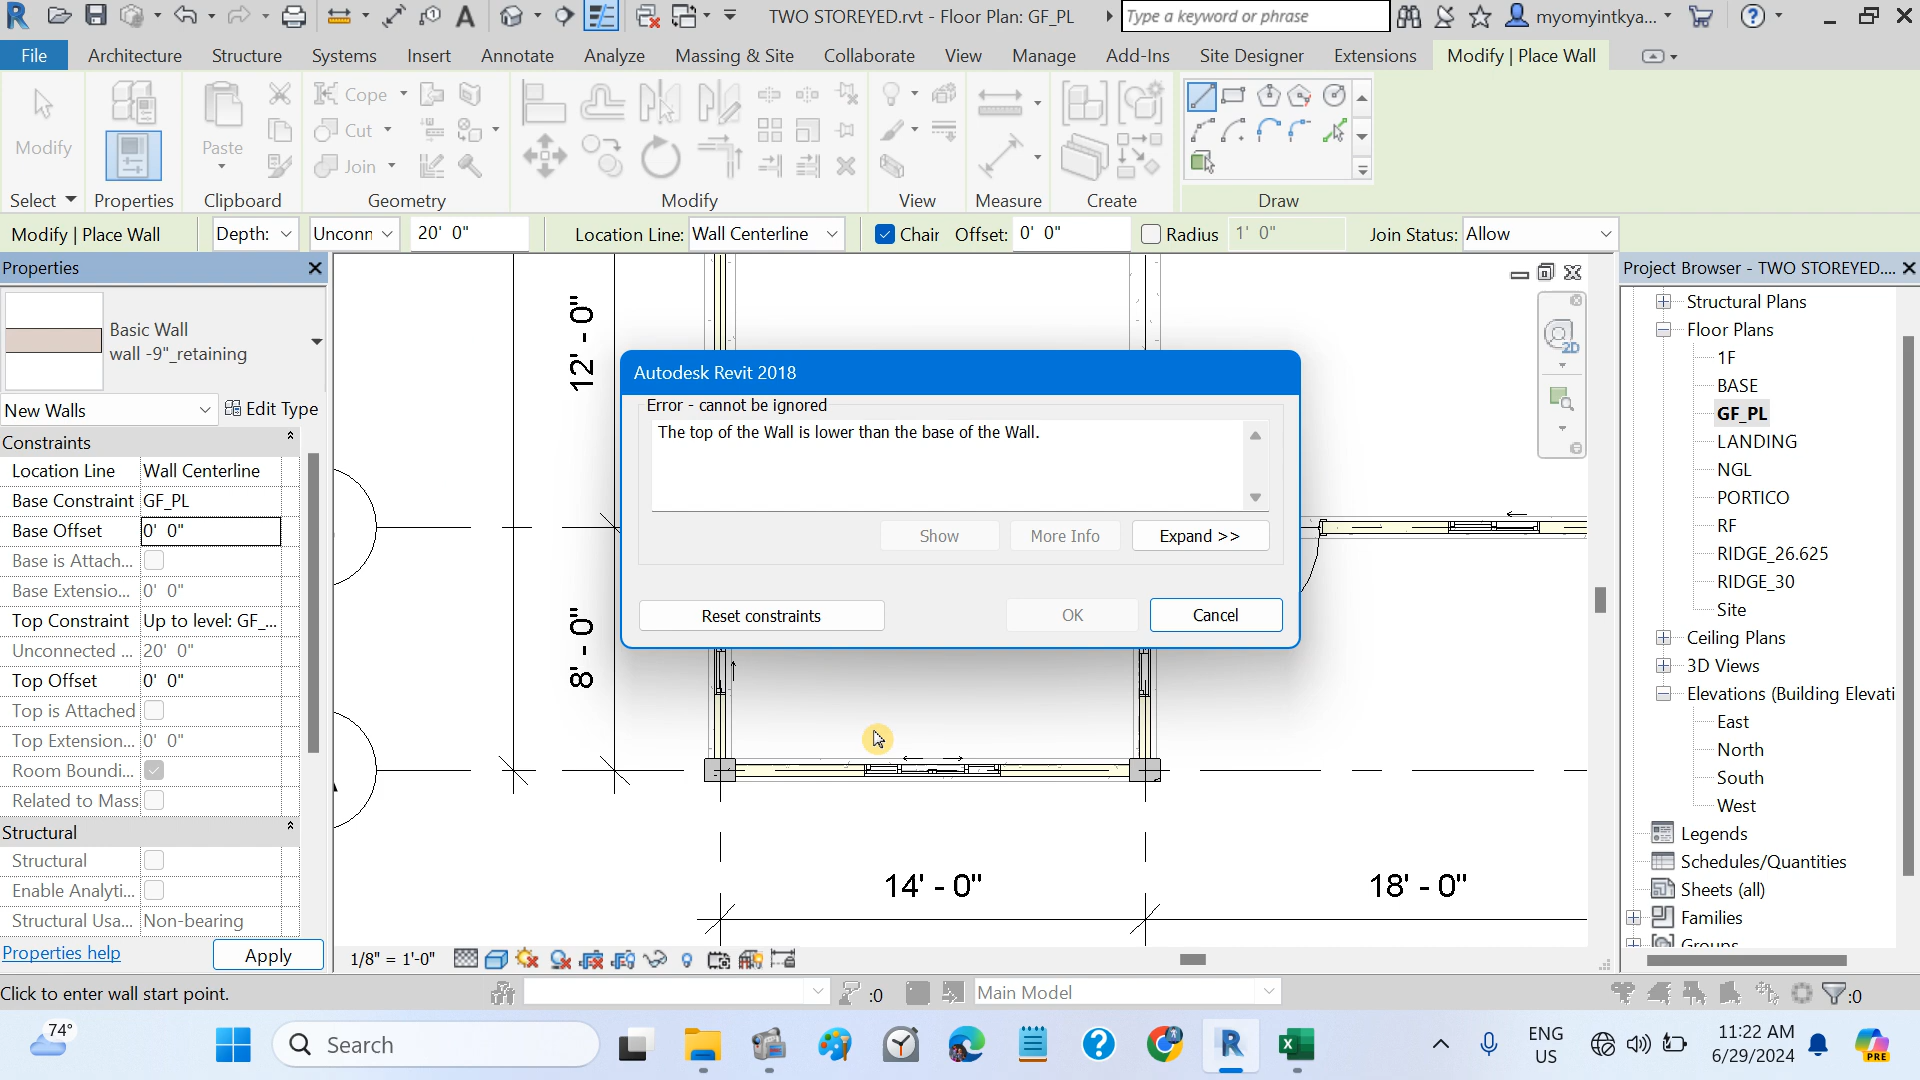 TWO STOREYED.rvt - Floor Plan: GF_PL
Type a keyword or phrase
myomyintkya...
File
Architecture
Structure
Systems
Insert
Annotate
Analyze
Massing & Site
Collaborate
View
Manage
Add-Ins
Site Designer
Extensions
Modify | Place Wall
Modify
Paste
Cope
Cut
Join
Select
Properties
Clipboard
Geometry
Modify
View
Measure
Create
Draw
Modify | Place Wall
Depth:
Unconn
20' 0"
Location Line:
Wall Centerline
Chair
Offset:
0' 0"
Radius
1' 0"
Join Status:
Allow
Properties
Basic Wall
wall -9"_retaining
New Walls
Edit Type
Constraints
Location Line Wall Centerline
Base Constraint GF_PL
Base Offset 0' 0"
Base is Attach...
Base Extensio... 0' 0"
Top Constraint Up to level: GF_...
Unconnected ... 20' 0"
Top Offset 0' 0"
Top is Attached
Top Extension... 0' 0"
Room Boundi...
Related to Mass
Structural
Structural
Enable Analyti...
Structural Usa... Non-bearing
Properties help
Apply
12' - 0"
8' - 0"
14' - 0"
18' - 0"
2D
Autodesk Revit 2018
Error - cannot be ignored
The top of the Wall is lower than the base of the Wall.
Show
More Info
Expand >>
Reset constraints
OK
Cancel
Project Browser - TWO STOREYED....
Structural Plans
Floor Plans
1F
BASE
GF_PL
LANDING
NGL
PORTICO
RF
RIDGE_26.625
RIDGE_30
Site
Ceiling Plans
3D Views
Elevations (Building Elevati
East
North
South
West
Legends
Schedules/Quantities
Sheets (all)
Families
Groups
1/8" = 1'-0"
Click to enter wall start point.
:0
Main Model
:0
74°
Search
ENG
US
11:22 AM
6/29/2024
PRE